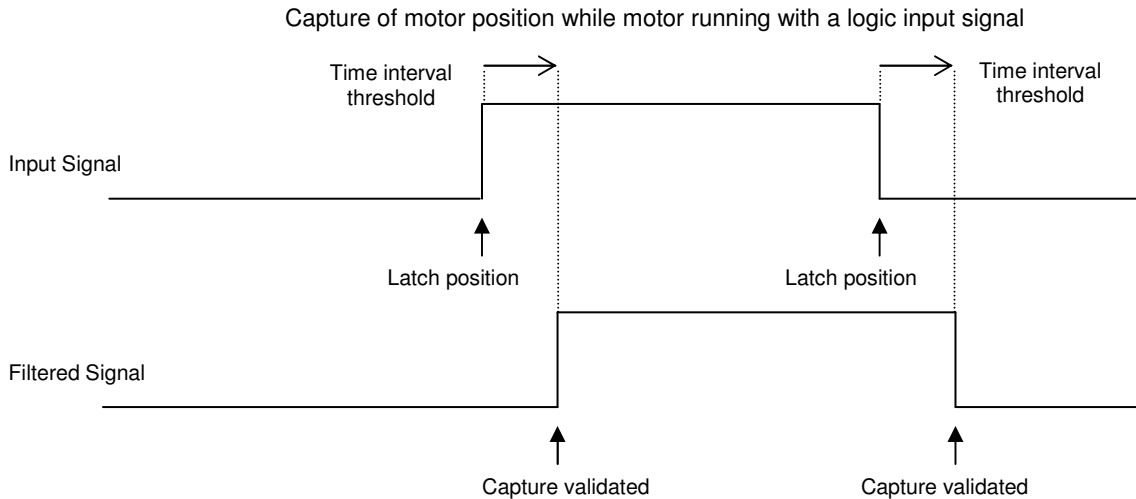 Capture of motor position while motor running with a logic input signal
Time interval
threshold
Time interval
threshold
Input Signal
Latch position
Latch position
Filtered Signal
Capture validated
Capture validated